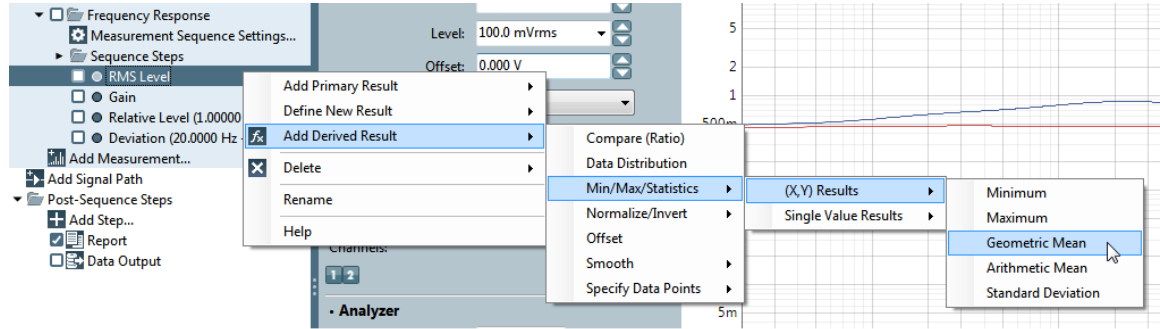 Frequency Response
Measurement Sequence Settings...
Sequence Steps
RMS Level
Gain
Relative Level (1.00000
Deviation (20.0000 Hz -
Add Measurement...
Add Signal Path
Post-Sequence Steps
Add Step...
Report
Data Output
Level: 100.0 mVrms
Offset: 0.000 V
Channels:
1 2
• Analyzer
Add Primary Result
Define New Result
fx Add Derived Result
Delete
Rename
Help
Compare (Ratio)
Data Distribution
Min/Max/Statistics
Normalize/Invert
Offset
Smooth
Specify Data Points
(X,Y) Results
Single Value Results
Minimum
Maximum
Geometric Mean
Arithmetic Mean
Standard Deviation
5
2
1
500m
5m